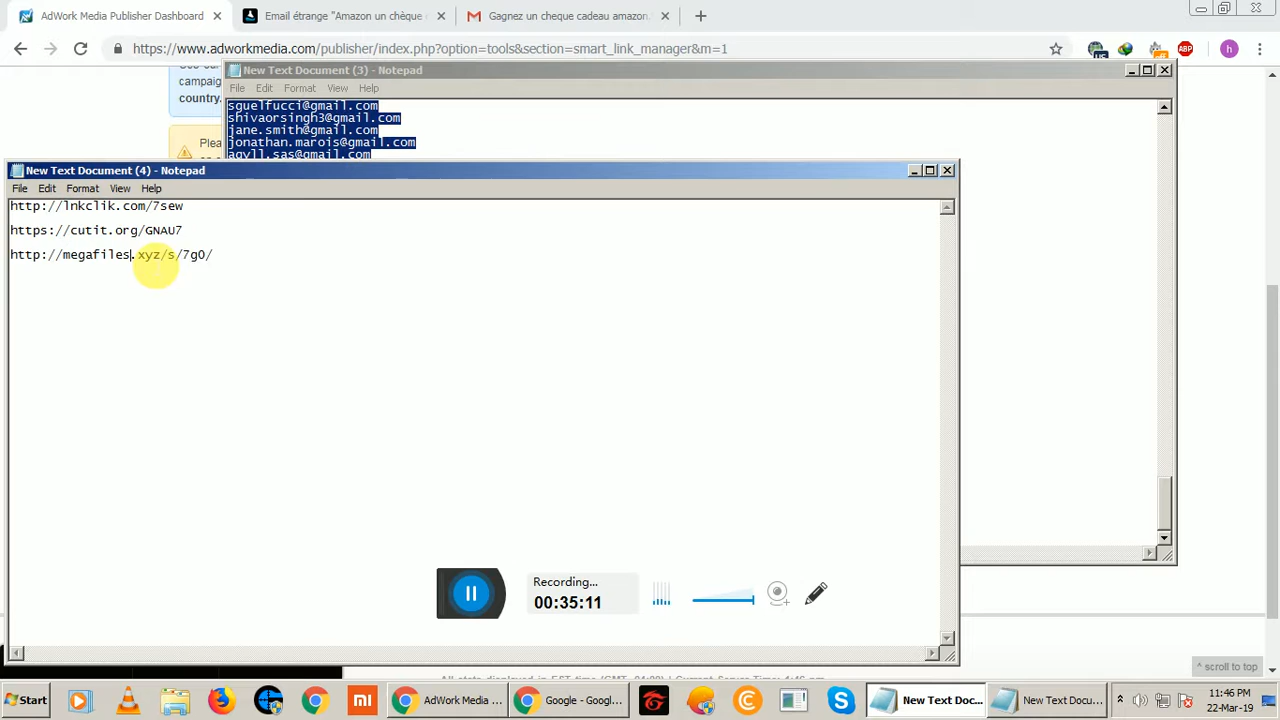 AdWork Media Publisher Dashboard
Email étrange "Amazon un chèque c
Gagnez un cheque cadeau amazon.
https://www.adworkmedia.com/publisher/index.php?option=tools&section=smart_link_manager&m=1
ABP
h
New Text Document (3) - Notepad
campaign
File Edit Format View Help
country.
sguelfucci@gmail.com
shivaorsingh3@gmail.com
jane.smith@gmail.com
Plea
jonathan.marois@gmail.com
New Text Document (4) - Notepad
File Edit Format View Help
http://lnkclik.com/7sew
https://cutit.org/GNAU7
http://megafiles.xyz/s/7gO/
Recording...
00:35:11
^ scroll to top
Start
AdWork Media ...
Google - Googl...
New Text Doc...
New Text Docu...
11:46 PM
22-Mar-19